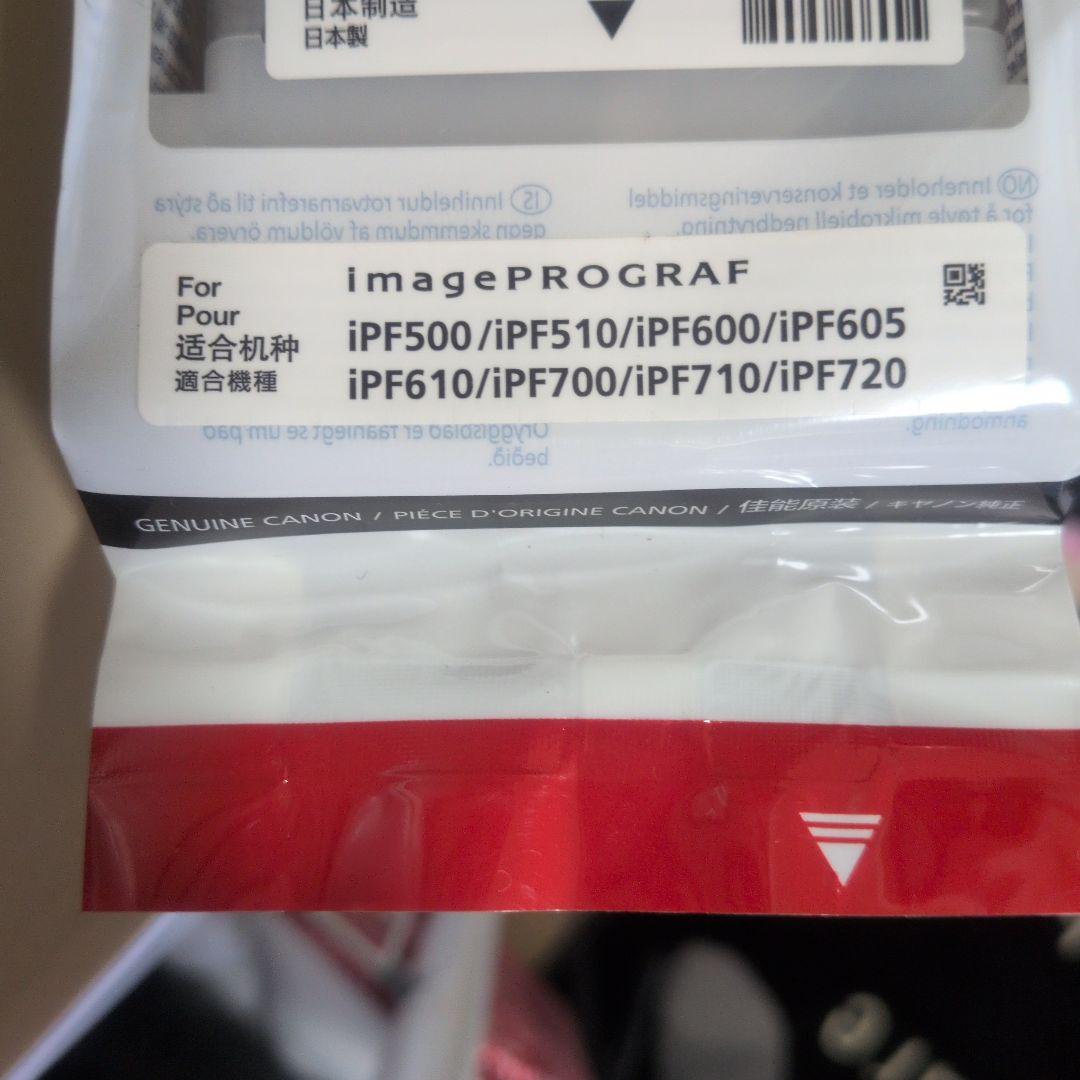 日本制造
日本製
IS Inniheldur rotvarnarefni til að stýra
gegn skemmdum af völdum örvera.
NO Inneholder et konserveringsmiddel
for å tøyle mikrobiell nedbrytning.
For
Pour
适合机种
適合機種
imagePROGRAF
iPF500/iPF510/iPF600/iPF605
iPF610/iPF700/iPF710/iPF720
Öryggisblað er fáanlegt sé um það
beðið.
anmodning.
GENUINE CANON / PIÈCE D'ORIGINE CANON / 佳能原装 / キヤノン純正